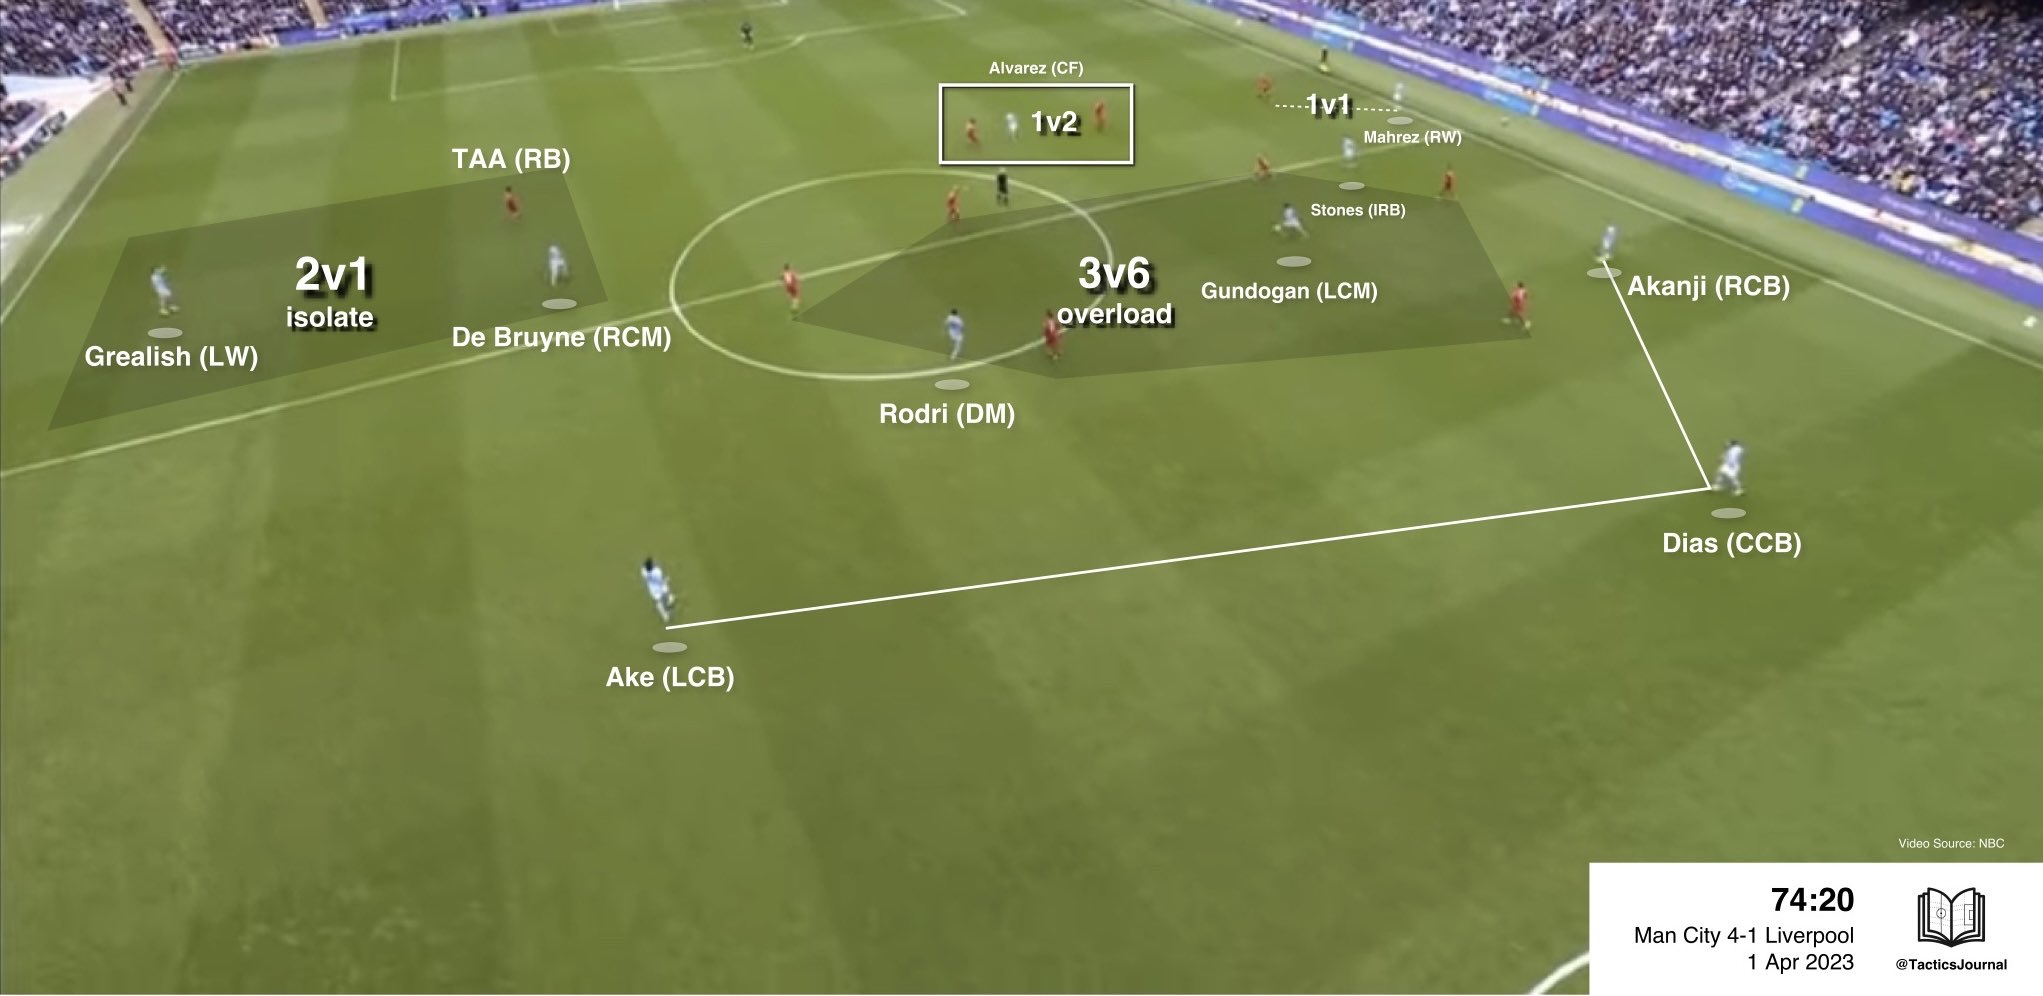 Alvarez (CF)
1v2
1v1
Mahrez (RW)
TAA (RB)
Stones (IRB)
2v1
isolate
3v6
overload
Gundogan (LCM)
Akanji (RCB)
De Bruyne (RCM)
Grealish (LW)
Rodri (DM)
Dias (CCB)
Ake (LCB)
Video Source: NBC
74:20
Man City 4-1 Liverpool
1 Apr 2023
@TacticsJournal